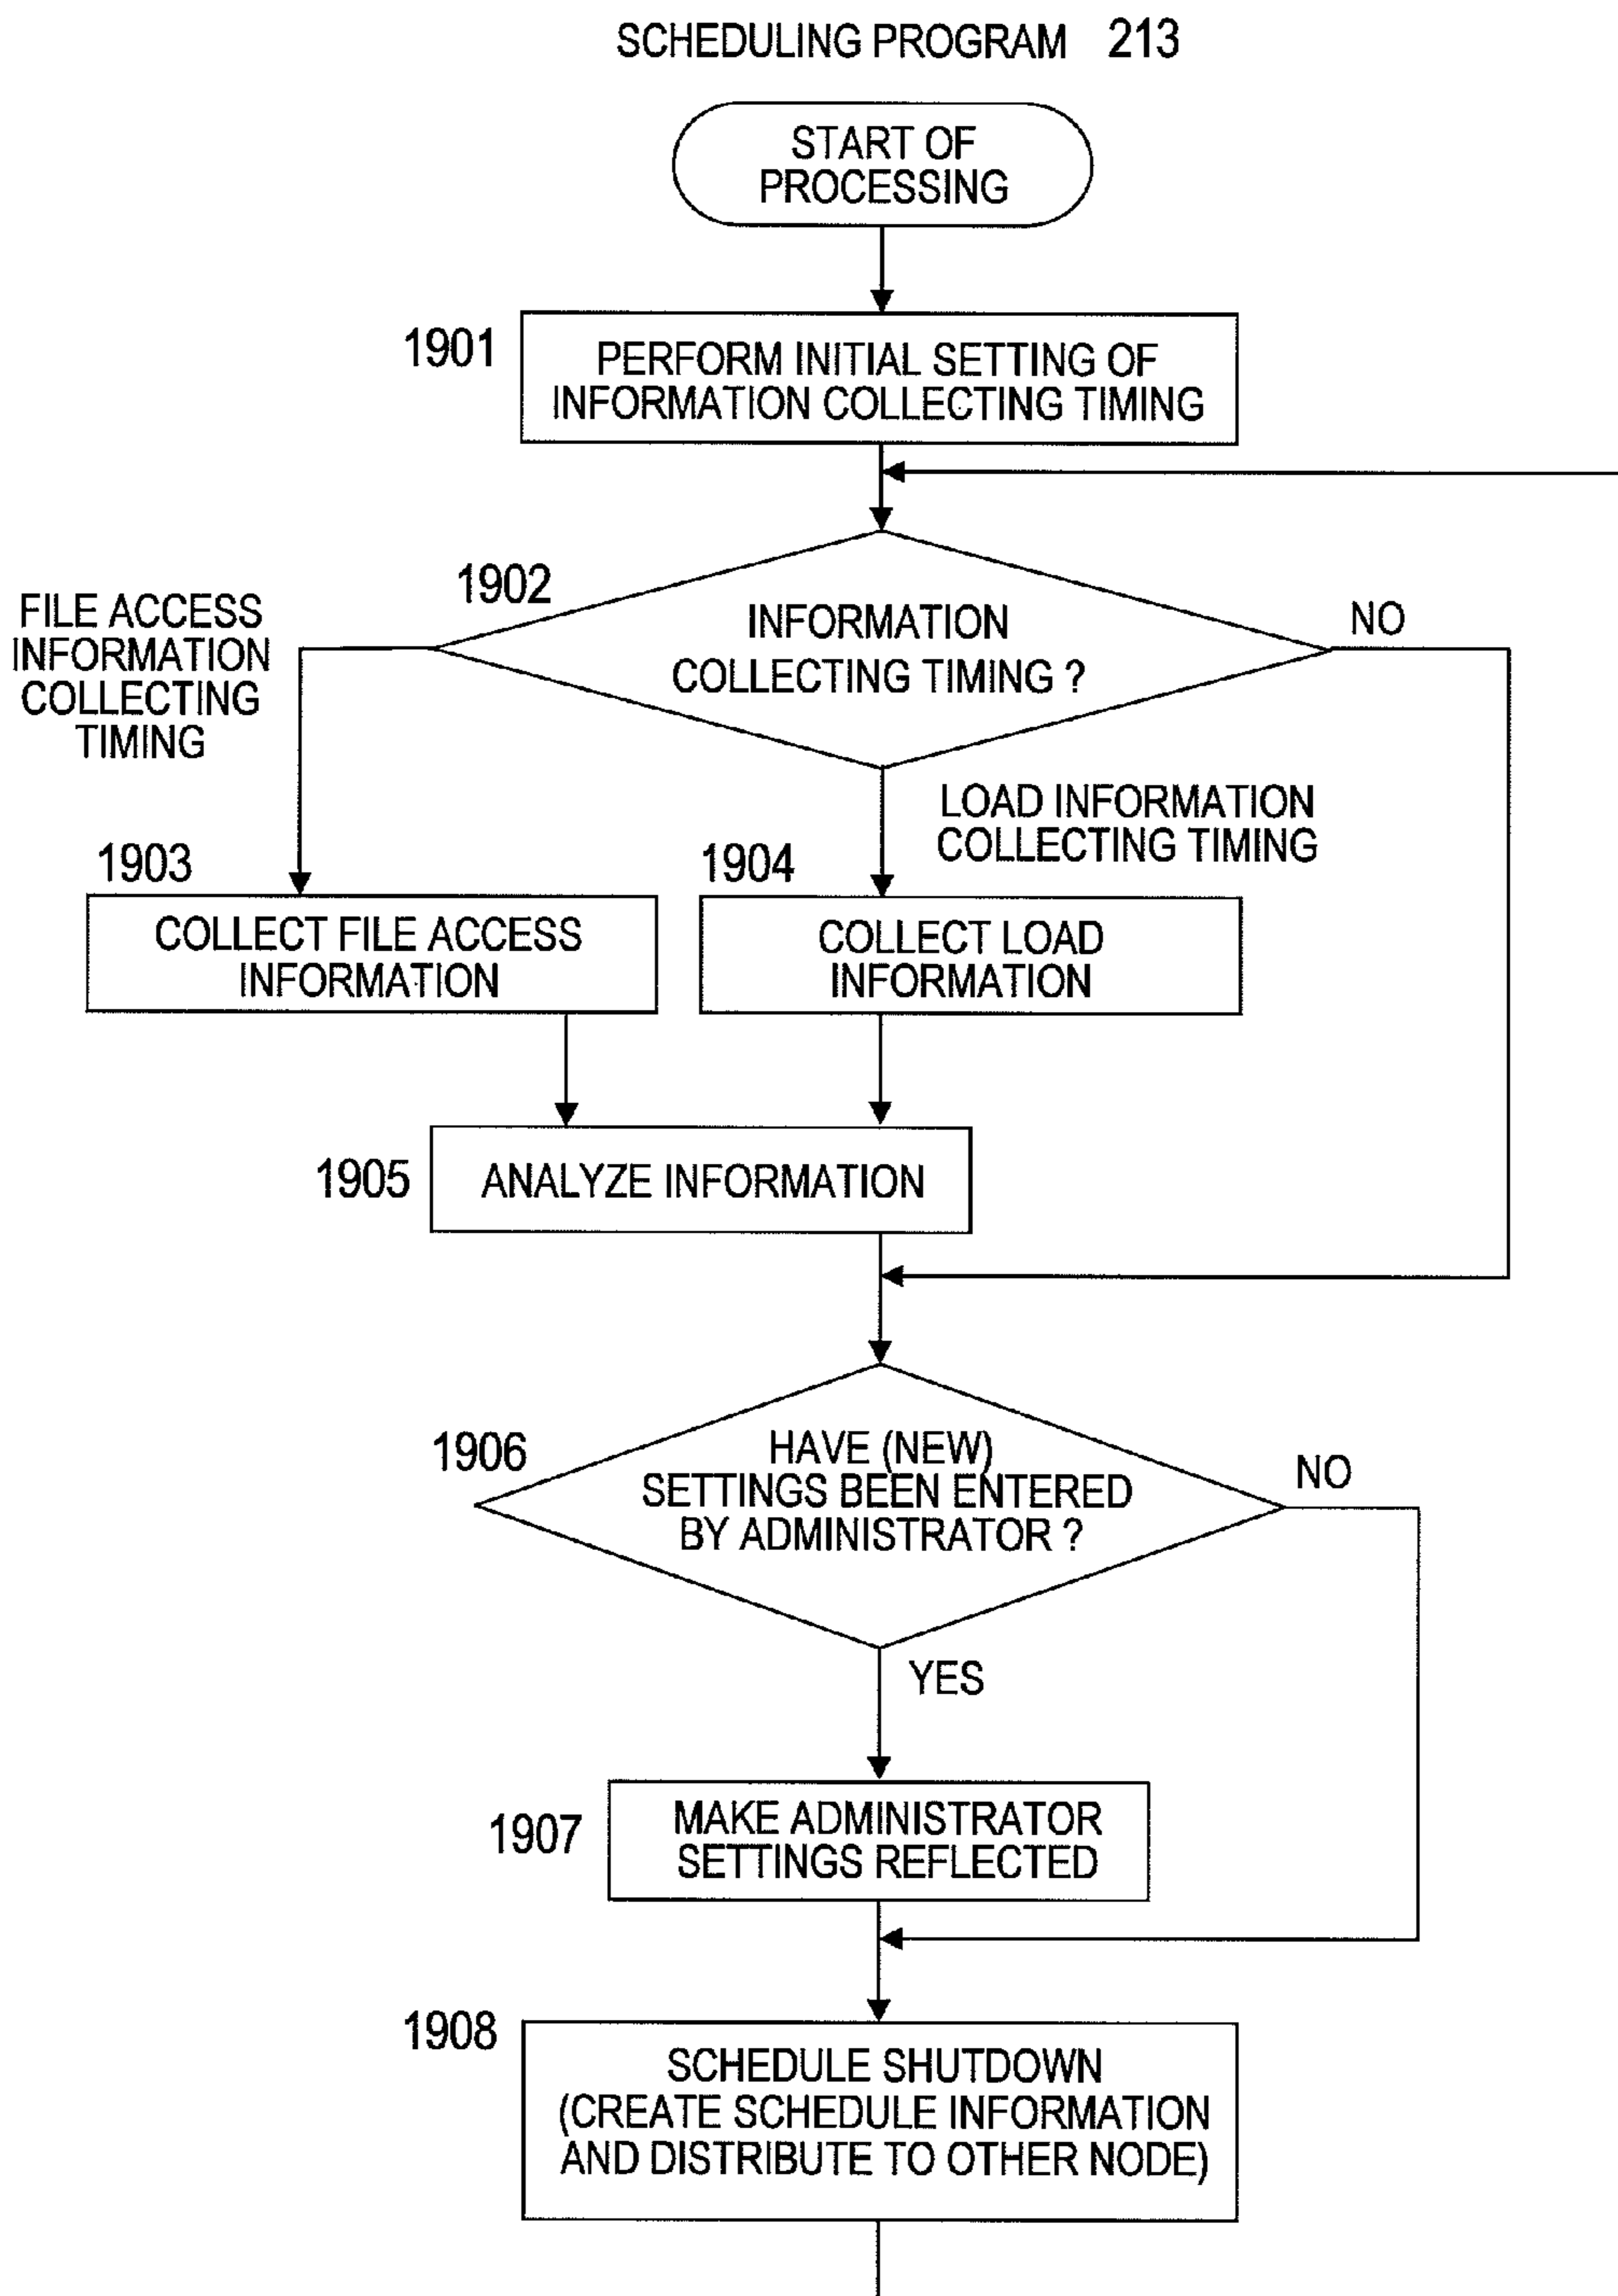 SCHEDULING PROGRAM 213
START OF
PROCESSING
1901
PERFORM INITIAL SETTING OF
INFORMATION COLLECTING TIMING
1902
INFORMATION
COLLECTING TIMING ?
NO
FILE ACCESS
INFORMATION
COLLECTING
TIMING
LOAD INFORMATION
COLLECTING TIMING
1903
COLLECT FILE ACCESS
INFORMATION
1904
COLLECT LOAD
INFORMATION
1905
ANALYZE INFORMATION
1906
HAVE (NEW)
SETTINGS BEEN ENTERED
BY ADMINISTRATOR ?
NO
YES
1907
MAKE ADMINISTRATOR
SETTINGS REFLECTED
1908
SCHEDULE SHUTDOWN
(CREATE SCHEDULE INFORMATION
AND DISTRIBUTE TO OTHER NODE)